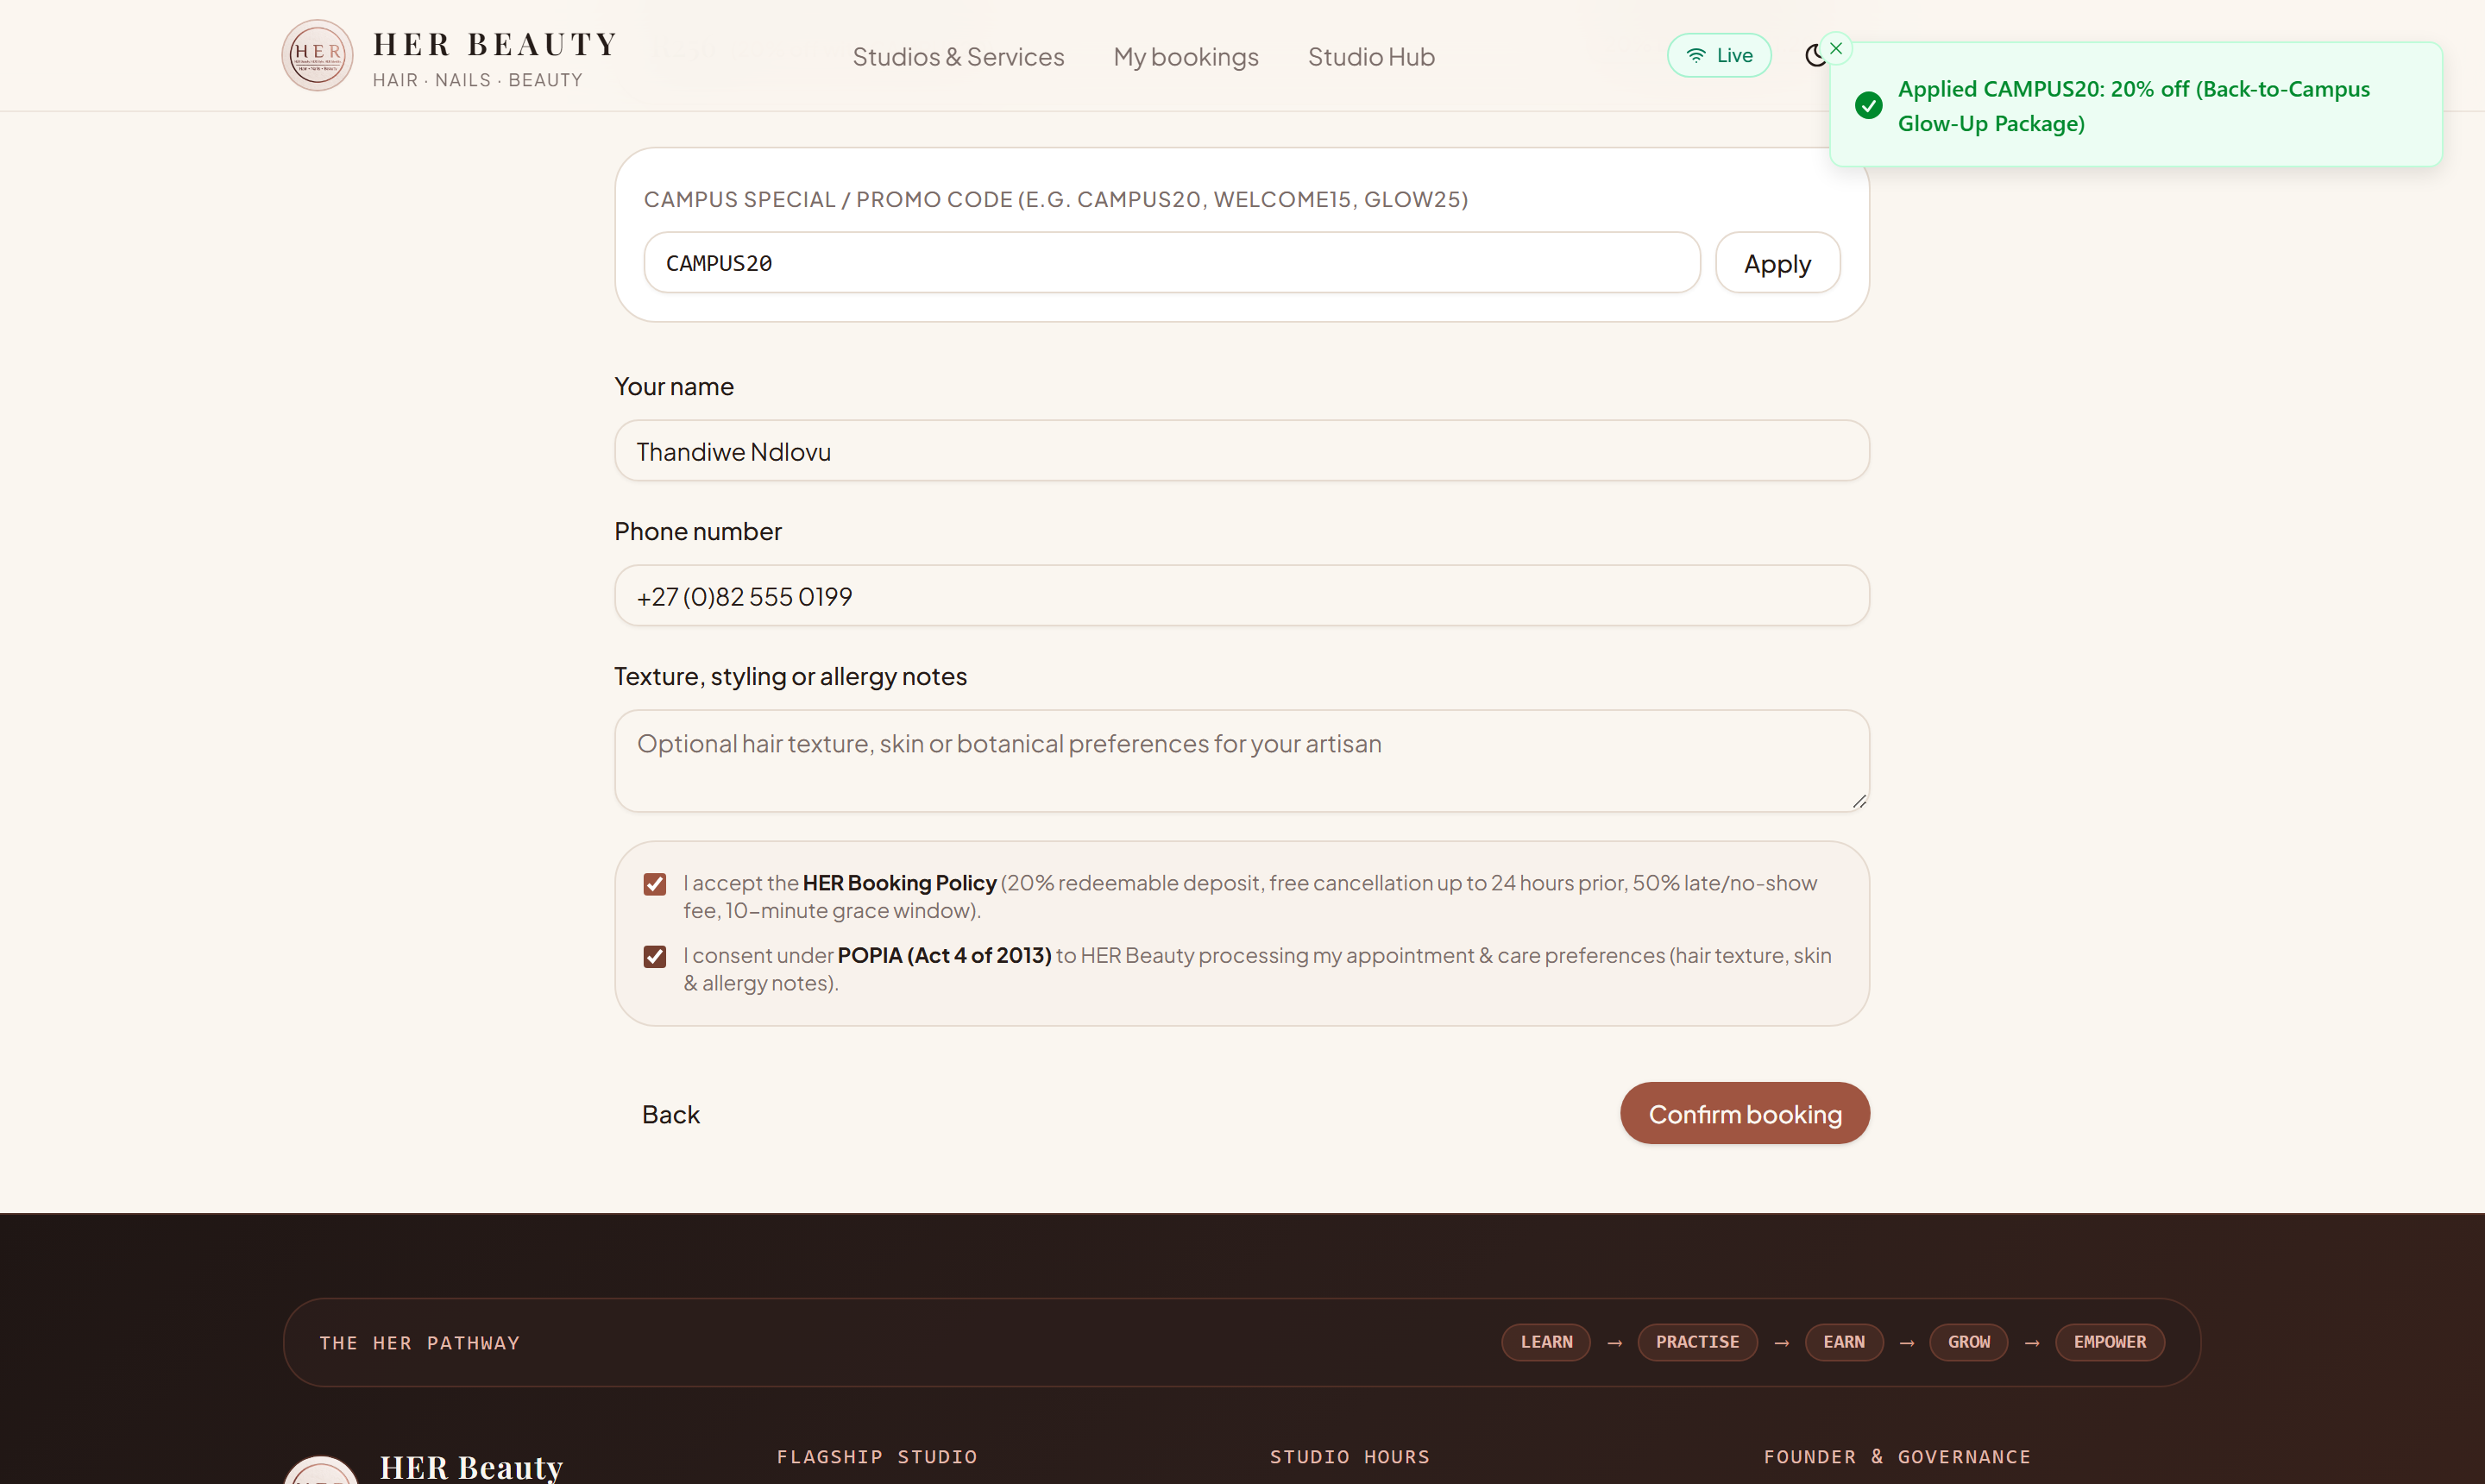 HER BEAUTY
HAIR · NAILS · BEAUTY
Studios & Services
My bookings
Studio Hub
Live
Applied CAMPUS20: 20% off (Back-to-Campus
Glow-Up Package)
CAMPUS SPECIAL / PROMO CODE (E.G. CAMPUS20, WELCOME15, GLOW25)
CAMPUS20
Apply
Your name
Thandiwe Ndlovu
Phone number
+27 (0)82 555 0199
Texture, styling or allergy notes
Optional hair texture, skin or botanical preferences for your artisan
I accept the HER Booking Policy (20% redeemable deposit, free cancellation up to 24 hours prior, 50% late/no-show
fee, 10-minute grace window).
I consent under POPIA (Act 4 of 2013) to HER Beauty processing my appointment & care preferences (hair texture, skin
& allergy notes).
Back
Confirm booking
THE HER PATHWAY
LEARN → PRACTISE → EARN → GROW → EMPOWER
HER Beauty
FLAGSHIP STUDIO
STUDIO HOURS
FOUNDER & GOVERNANCE